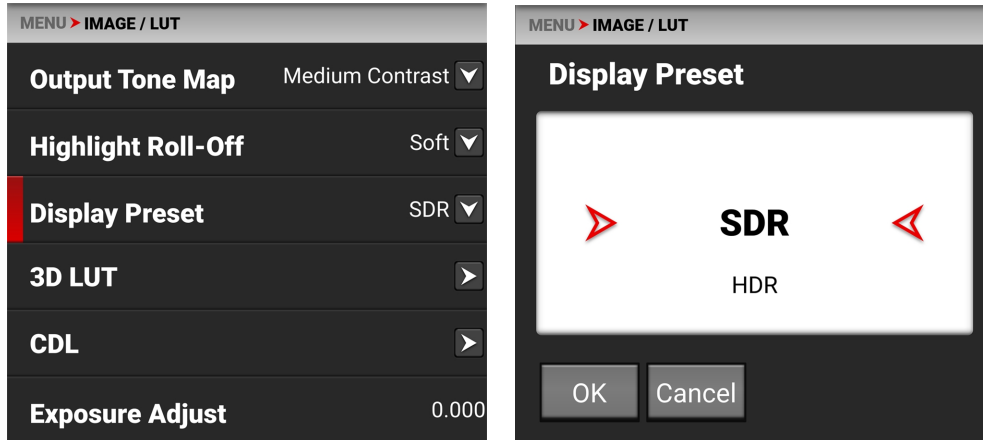 MENU > IMAGE / LUT
Output Tone Map Medium Contrast
Highlight Roll-Off Soft
Display Preset SDR
3D LUT
CDL
Exposure Adjust 0.000
MENU > IMAGE / LUT
Display Preset
SDR
HDR
OK Cancel